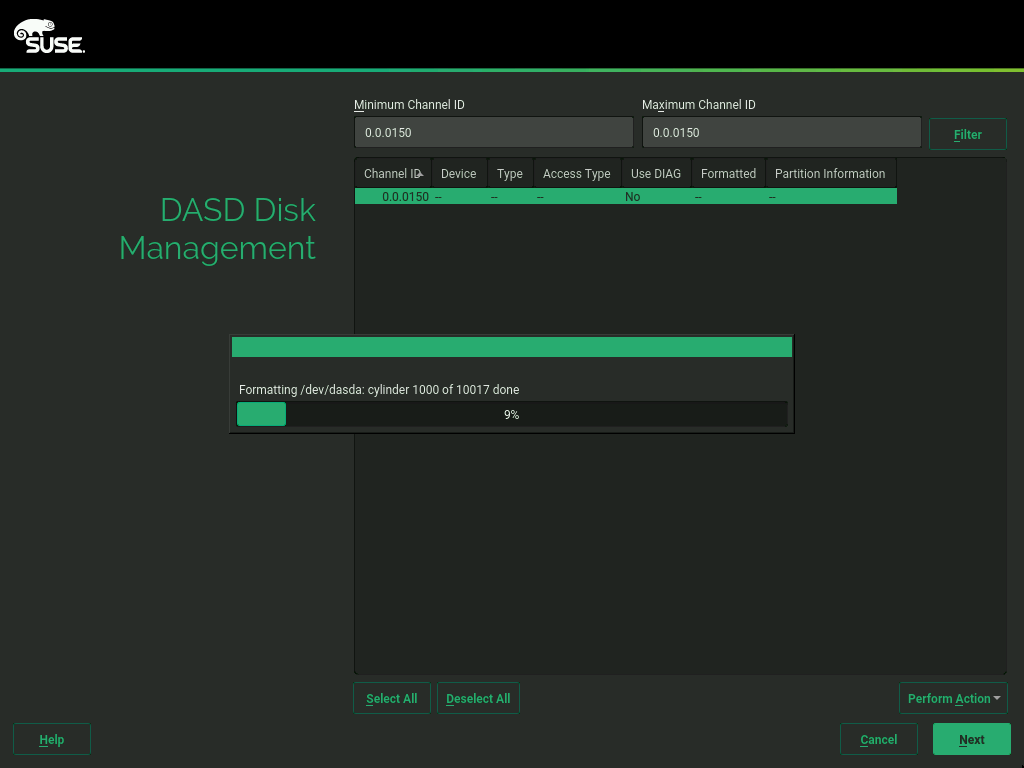 SUSE.
Minimum Channel ID Maximum Channel ID
0.0.0150 0.0.0150 Filter
Channel ID Device Type Access Type Use DIAG Formatted Partition Information
0.0.0150 -- -- -- No -- --
DASD Disk
Management
Formatting /dev/dasda: cylinder 1000 of 10017 done
9%
Select All Deselect All Perform Action
Help Cancel Next